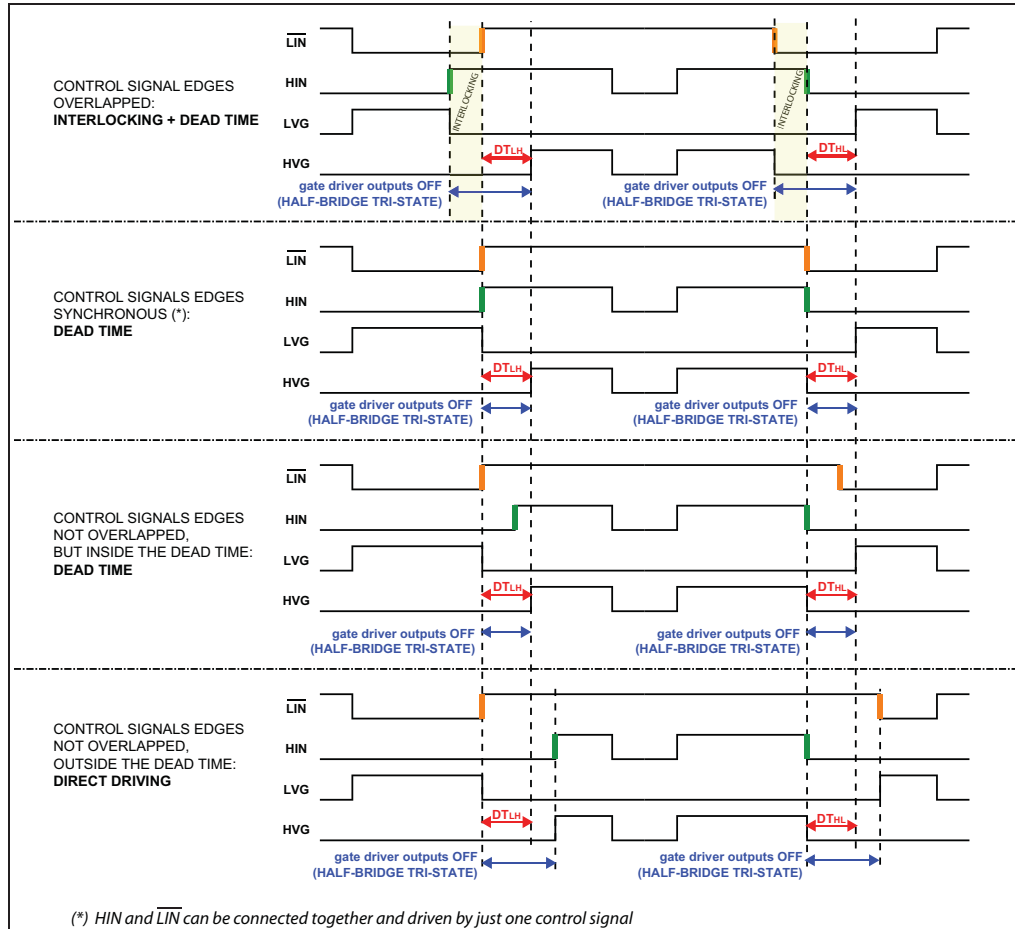 L̅I̅N̅
HIN
LVG
HVG
CONTROL SIGNAL EDGES
OVERLAPPED:
INTERLOCKING + DEAD TIME
INTERLOCKING
INTERLOCKING
DTLH
DTHL
gate driver outputs OFF
(HALF-BRIDGE TRI-STATE)
gate driver outputs OFF
(HALF-BRIDGE TRI-STATE)
L̅I̅N̅
HIN
LVG
HVG
CONTROL SIGNALS EDGES
SYNCHRONOUS (*):
DEAD TIME
DTLH
DTHL
gate driver outputs OFF
(HALF-BRIDGE TRI-STATE)
gate driver outputs OFF
(HALF-BRIDGE TRI-STATE)
L̅I̅N̅
HIN
LVG
HVG
CONTROL SIGNALS EDGES
NOT OVERLAPPED,
BUT INSIDE THE DEAD TIME:
DEAD TIME
DTLH
DTHL
gate driver outputs OFF
(HALF-BRIDGE TRI-STATE)
gate driver outputs OFF
(HALF-BRIDGE TRI-STATE)
L̅I̅N̅
HIN
LVG
HVG
CONTROL SIGNALS EDGES
NOT OVERLAPPED,
OUTSIDE THE DEAD TIME:
DIRECT DRIVING
DTLH
DTHL
gate driver outputs OFF
(HALF-BRIDGE TRI-STATE)
gate driver outputs OFF
(HALF-BRIDGE TRI-STATE)
(*) HIN and L̅I̅N̅ can be connected together and driven by just one control signal